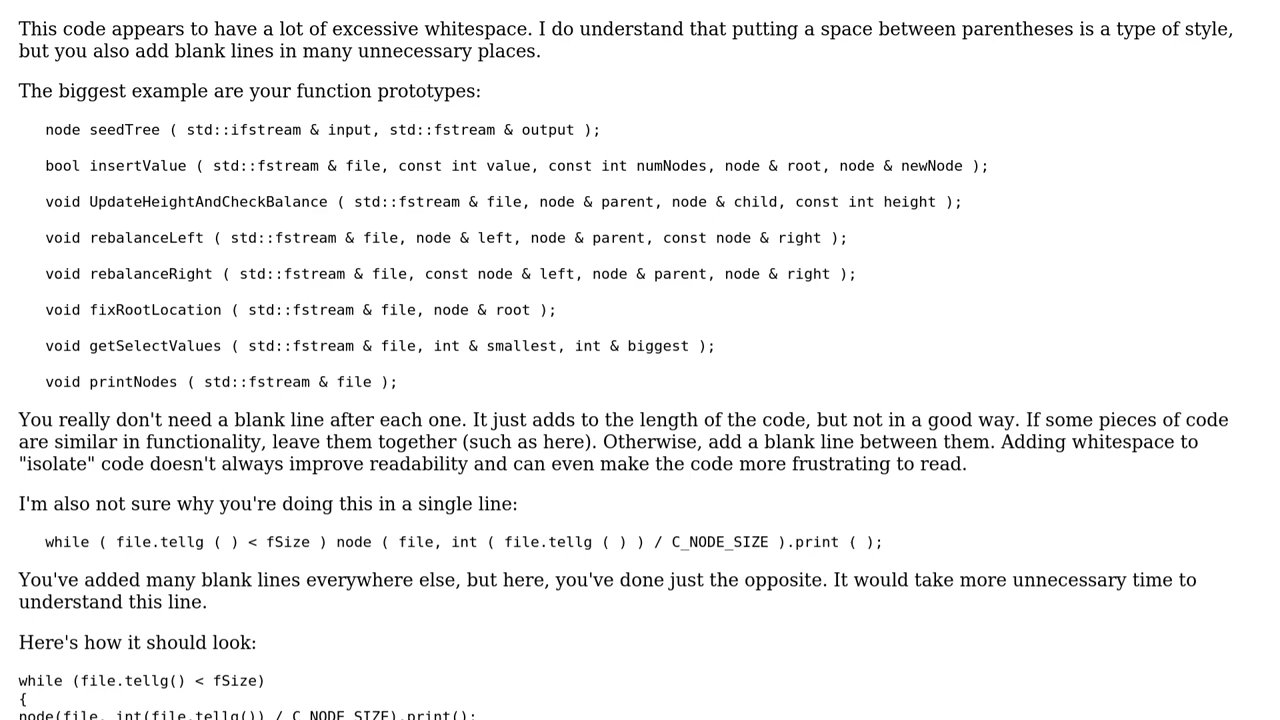 This code appears to have a lot of excessive whitespace. I do understand that putting a space between parentheses is a type of style,
but you also add blank lines in many unnecessary places.
The biggest example are your function prototypes:
node seedTree ( std::ifstream & input, std::fstream & output );
bool insertValue ( std::fstream & file, const int value, const int numNodes, node & root, node & newNode );
void UpdateHeightAndCheckBalance ( std::fstream & file, node & parent, node & child, const int height );
void rebalanceLeft ( std::fstream & file, node & left, node & parent, const node & right );
void rebalanceRight ( std::fstream & file, const node & left, node & parent, node & right );
void fixRootLocation ( std::fstream & file, node & root );
void getSelectValues ( std::fstream & file, int & smallest, int & biggest );
void printNodes ( std::fstream & file );
You really don't need a blank line after each one. It just adds to the length of the code, but not in a good way. If some pieces of code
are similar in functionality, leave them together (such as here). Otherwise, add a blank line between them. Adding whitespace to
"isolate" code doesn't always improve readability and can even make the code more frustrating to read.
I'm also not sure why you're doing this in a single line:
while ( file.tellg ( ) < fSize ) node ( file, int ( file.tellg ( ) ) / C_NODE_SIZE ).print ( );
You've added many blank lines everywhere else, but here, you've done just the opposite. It would take more unnecessary time to
understand this line.
Here's how it should look:
while (file.tellg() < fSize)
{
node(file, int(file.tellg()) / C_NODE_SIZE).print();